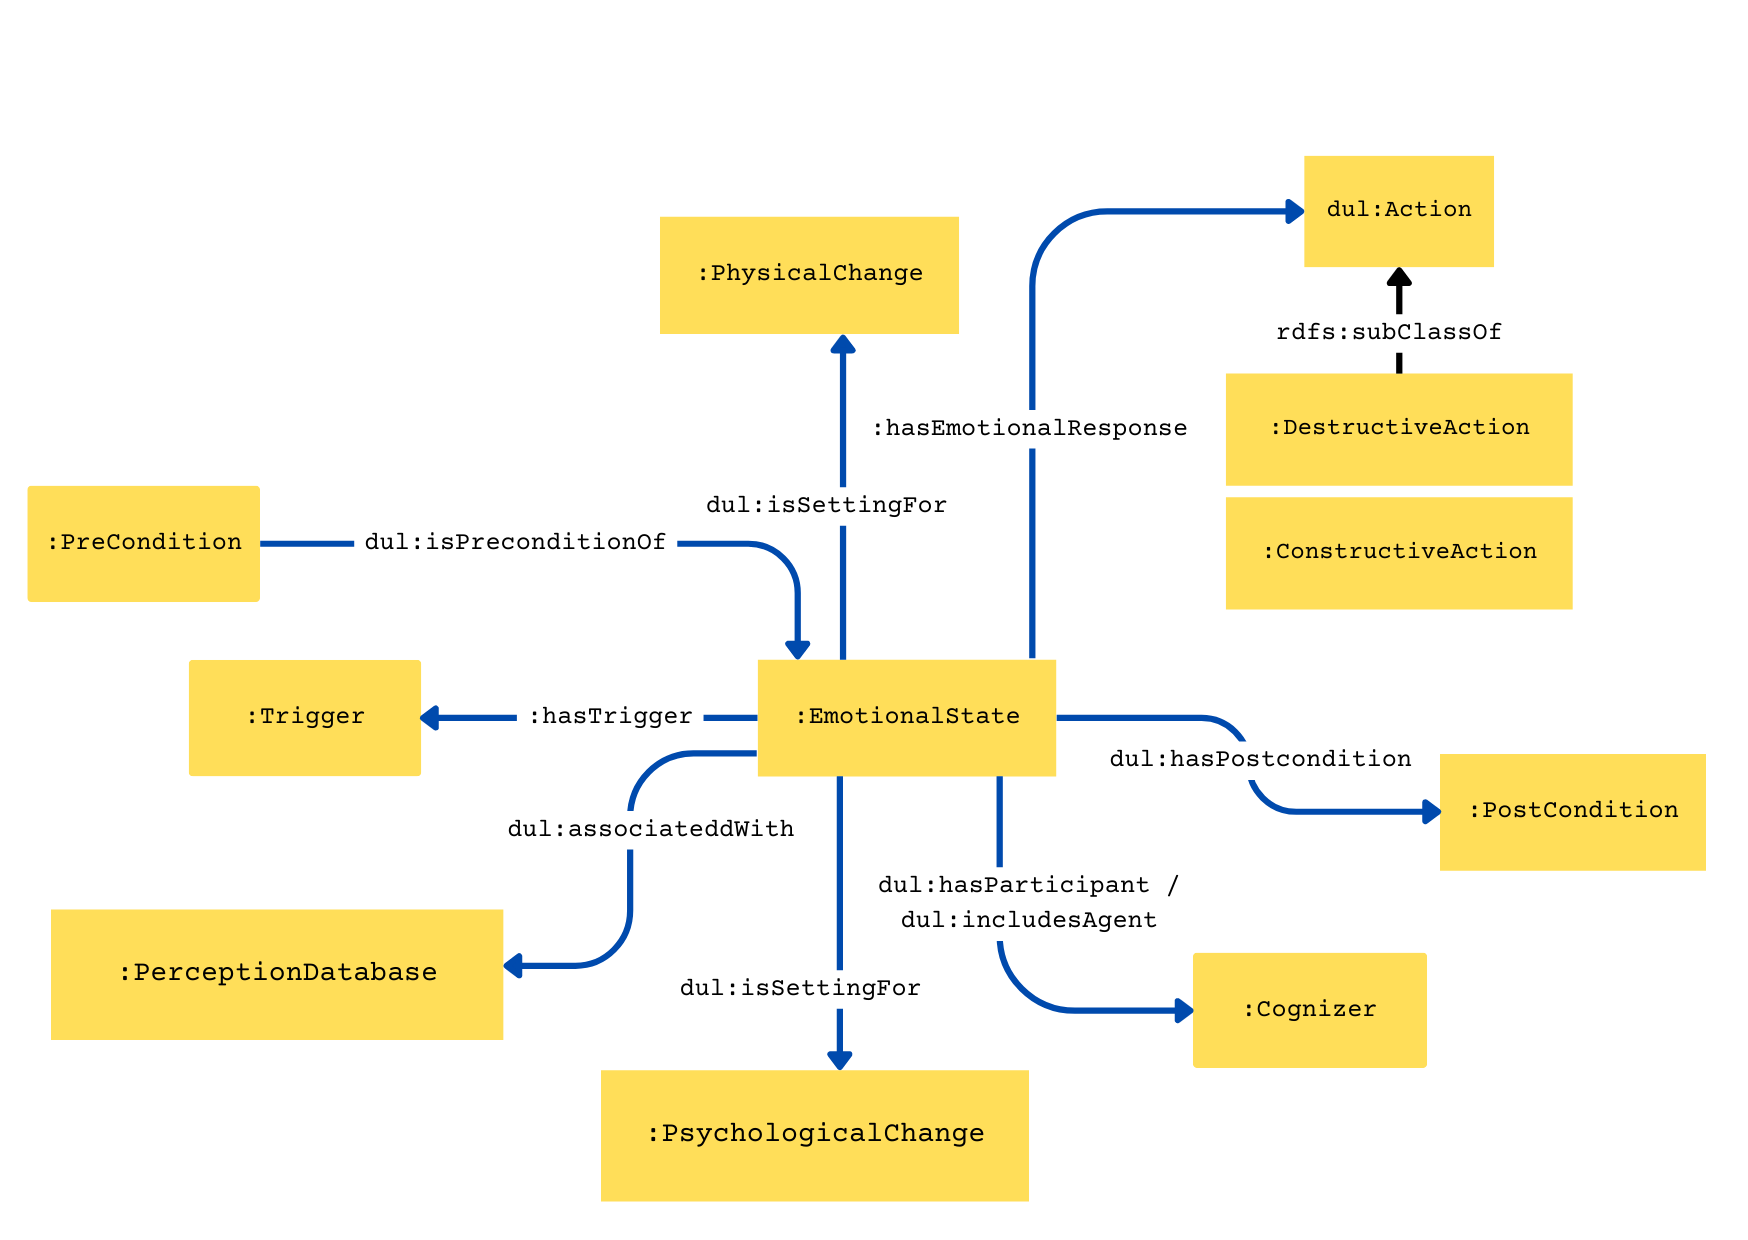 dul:Action
:PhysicalChange
rdfs:subClassOf
:hasEmotionalResponse
:DestructiveAction
dul:isSettingFor
:PreCondition
dul:isPreconditionOf
:ConstructiveAction
:Trigger
:hasTrigger
:EmotionalState
dul:hasPostcondition
:PostCondition
dul:associateddWith
dul:hasParticipant /
dul:includesAgent
:PerceptionDatabase
dul:isSettingFor
:Cognizer
:PsychologicalChange